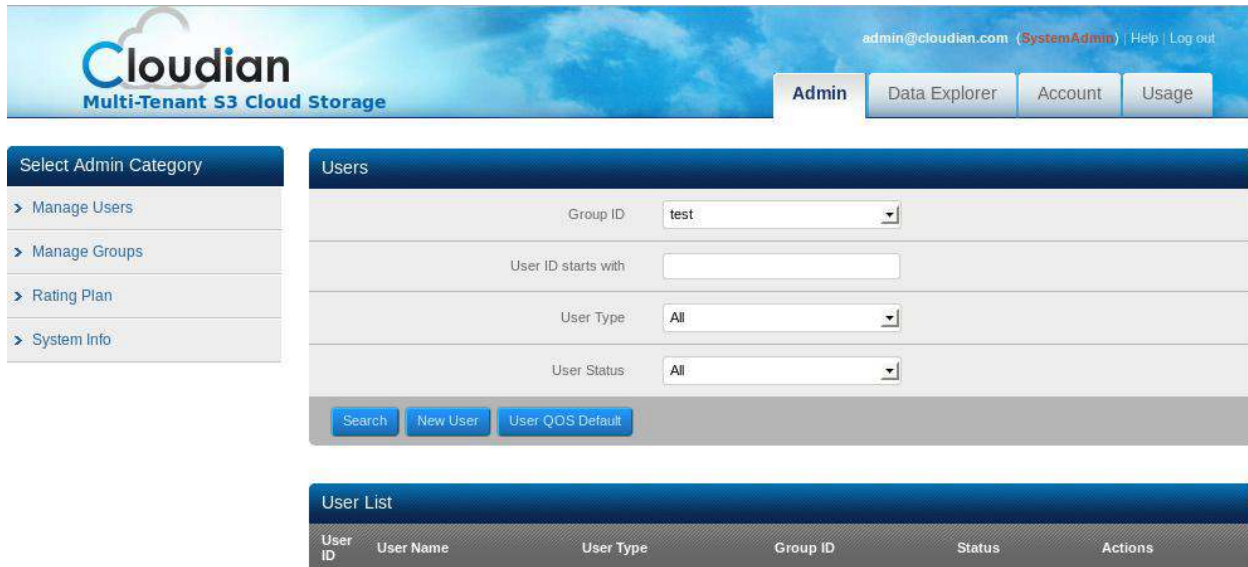 Cloudian
Multi-Tenant S3 Cloud Storage
admin@cloudian.com (SystemAdmin) | Help | Log out
Admin
Data Explorer
Account
Usage
Select Admin Category
Manage Users
Manage Groups
Rating Plan
System Info
Users
Group ID test
User ID starts with
User Type All
User Status All
Search New User User QOS Default
User List
User ID User Name User Type Group ID Status Actions